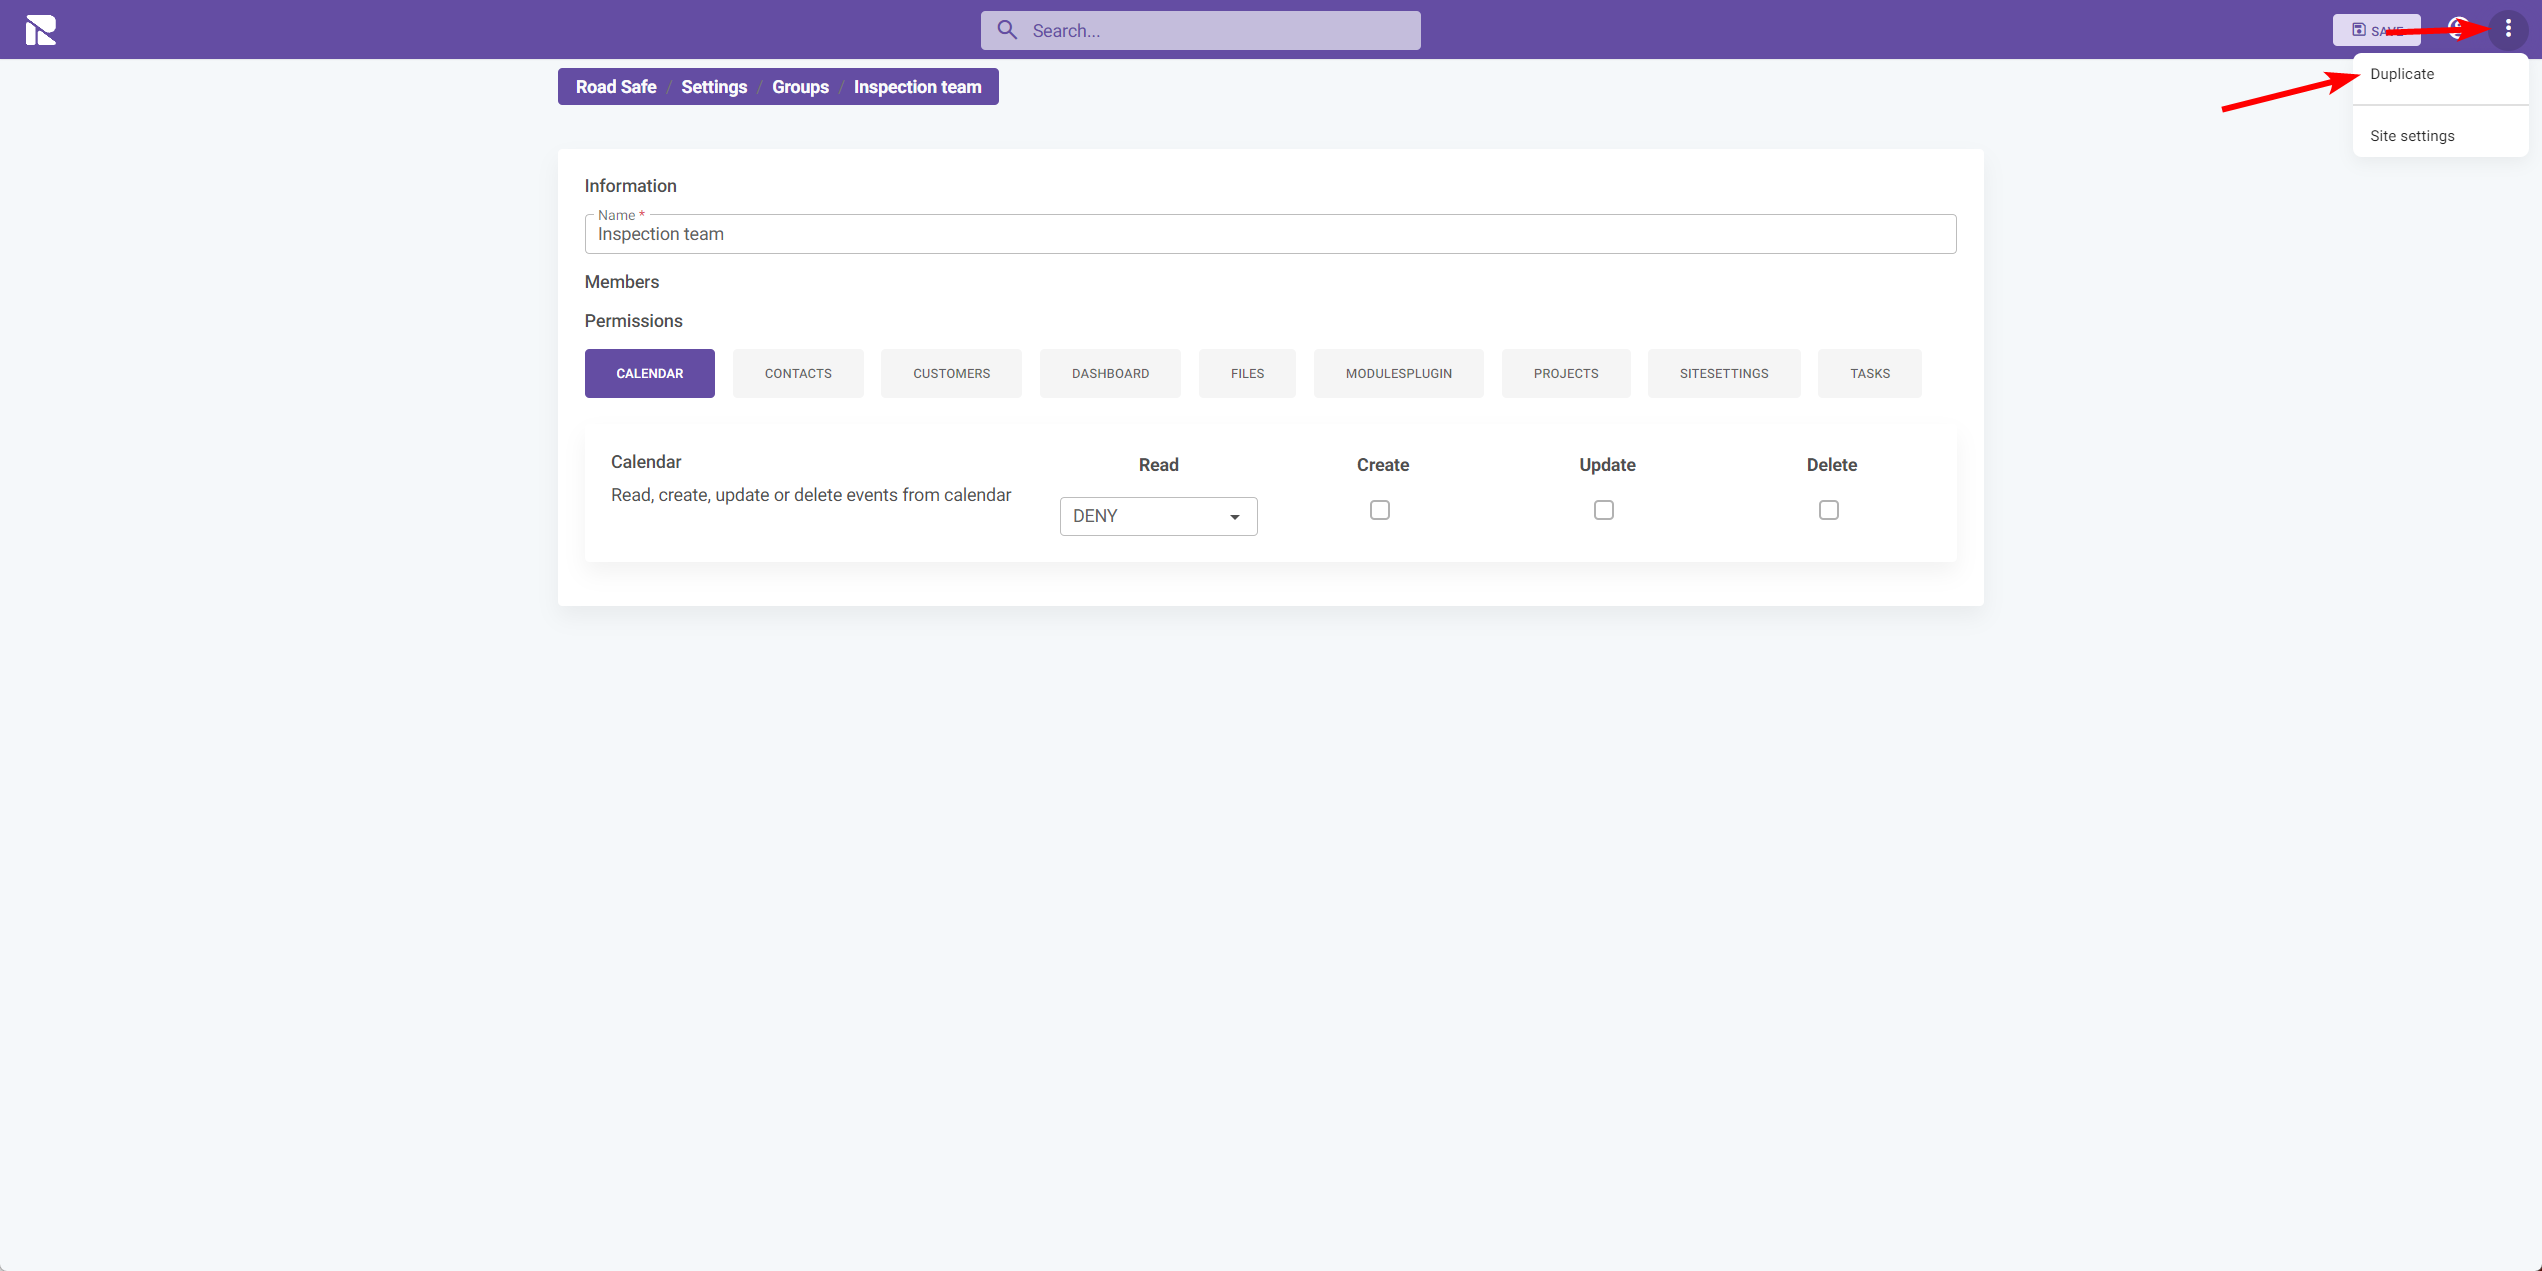 Search...
SAVE
Road Safe / Settings / Groups / Inspection team
Duplicate
Site settings
Information
Name *
Inspection team
Members
Permissions
CALENDAR CONTACTS CUSTOMERS DASHBOARD FILES MODULESPLUGIN PROJECTS SITESETTINGS TASKS
Calendar Read Create Update Delete
Read, create, update or delete events from calendar
DENY